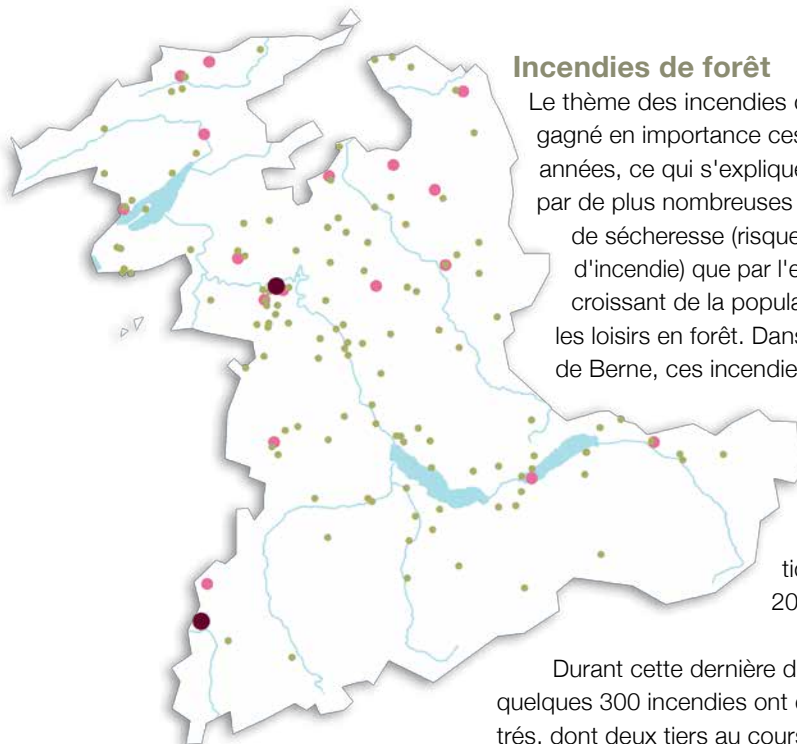 Incendies de forêt
Le thème des incendies
gagné en importance ces
années, ce qui s'explique
par de plus nombreuses
de sécheresse (risque
d'incendie) que par l'e
croissant de la popula
les loisirs en forêt. Dans
de Berne, ces incendie
tio
20
Durant cette dernière d
quelques 300 incendies ont
trés, dont deux tiers au cours